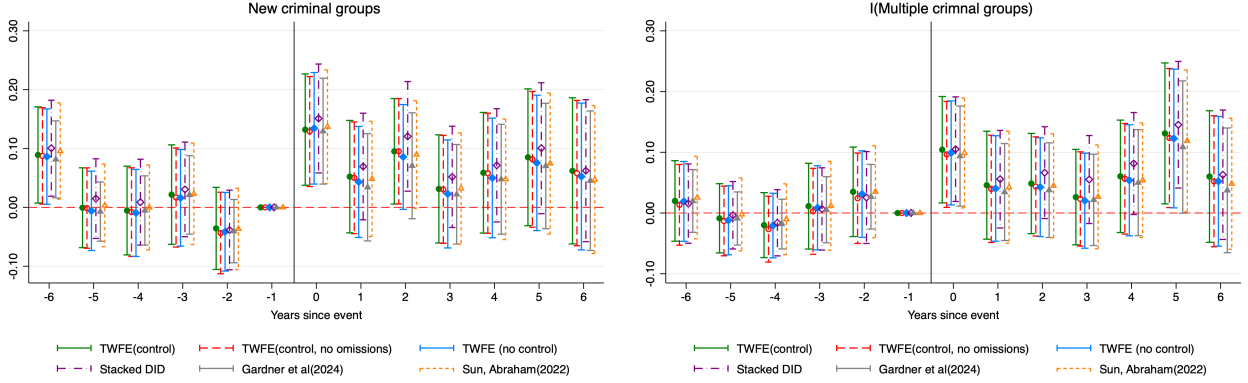 New criminal groups
0.30
0.20
0.10
0.00
-0.10
-6 -5 -4 -3 -2 -1 0 1 2 3 4 5 6
Years since event
TWFE(control) TWFE(control, no omissions) TWFE (no control)
Stacked DID Gardner et al(2024) Sun, Abraham(2022)
I(Multiple crimnal groups)
0.30
0.20
0.10
0.00
-0.10
-6 -5 -4 -3 -2 -1 0 1 2 3 4 5 6
Years since event
TWFE(control) TWFE(control, no omissions) TWFE (no control)
Stacked DID Gardner et al(2024) Sun, Abraham(2022)